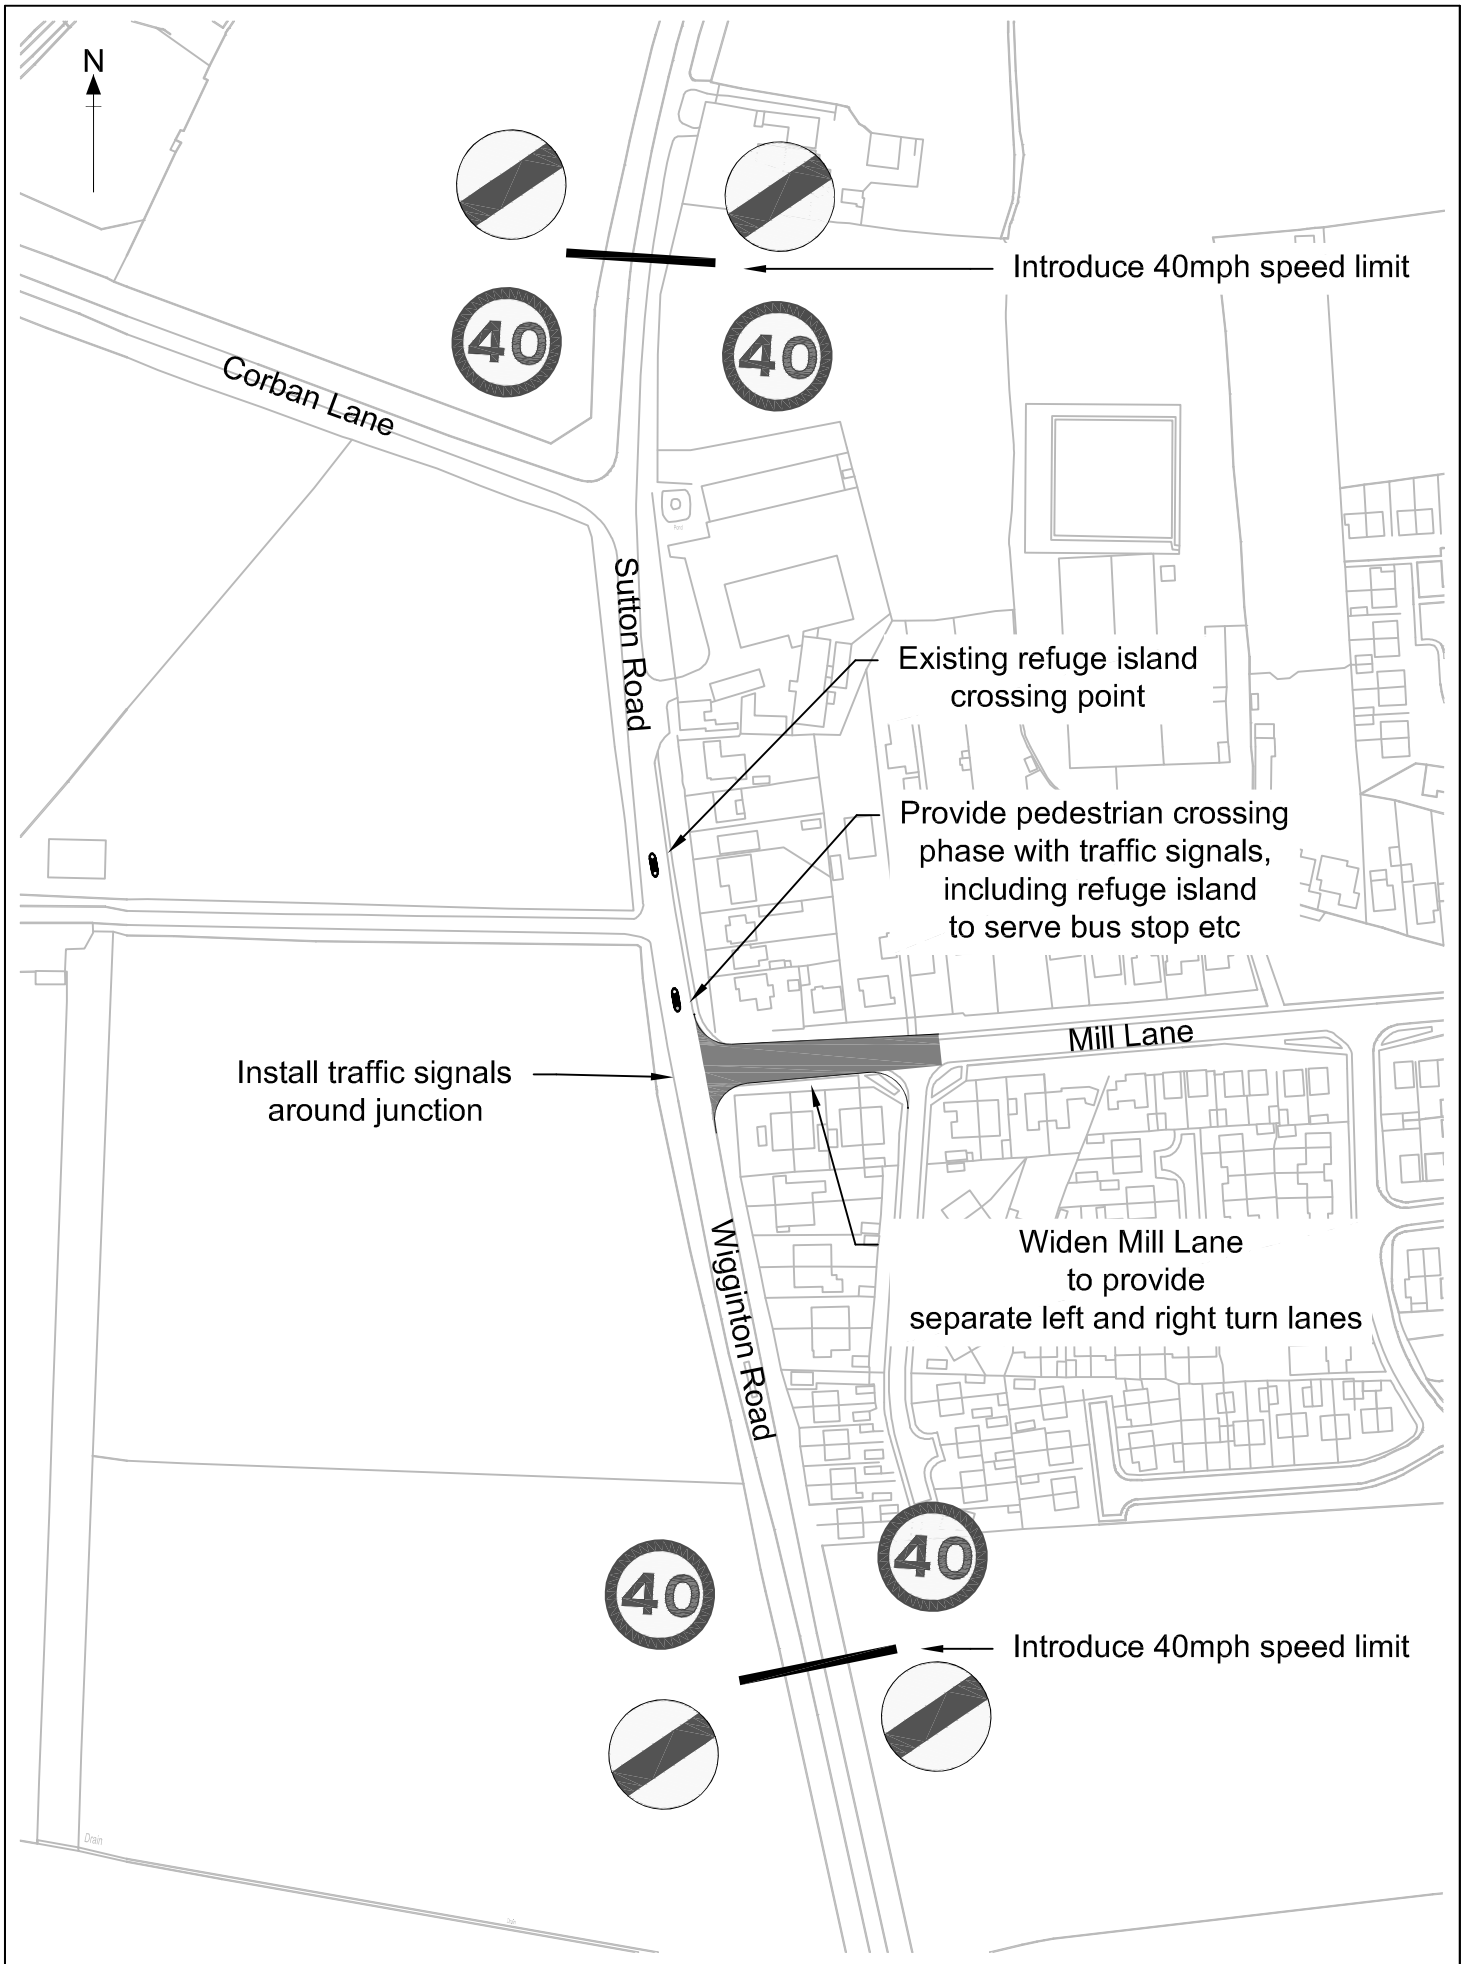 N
Introduce 40mph speed limit
40
40
Corban Lane
Sutton Road
Existing refuge island
crossing point
Provide pedestrian crossing
phase with traffic signals,
including refuge island
to serve bus stop etc
Mill Lane
Install traffic signals
around junction
Widen Mill Lane
to provide
separate left and right turn lanes
Wigginton Road
40
40
Introduce 40mph speed limit
Drain